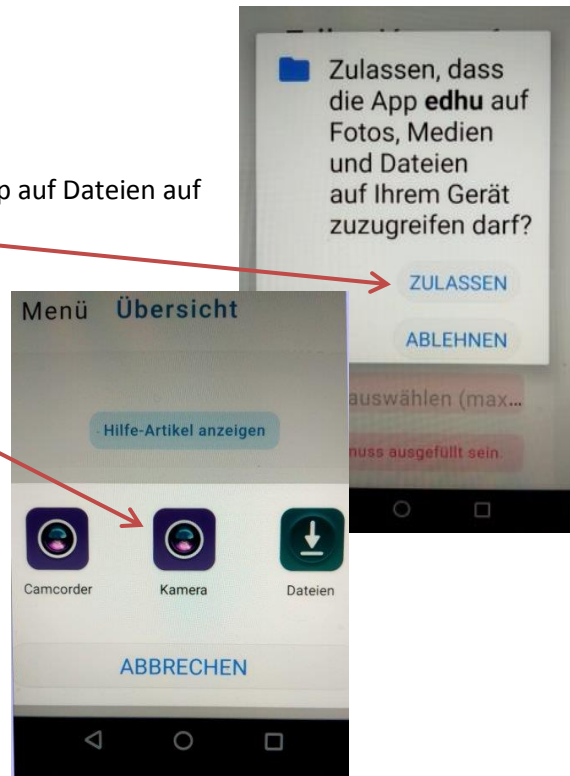 Zulassen, dass
die App edhu auf
Fotos, Medien
und Dateien
auf Ihrem Gerät
zuzugreifen darf?
auf Dateien auf
ZULASSEN
ABLEHNEN
auswählen (max...
muss ausgefüllt sein.
Menü Übersicht
Hilfe-Artikel anzeigen
Camcorder
Kamera
Dateien
ABBRECHEN